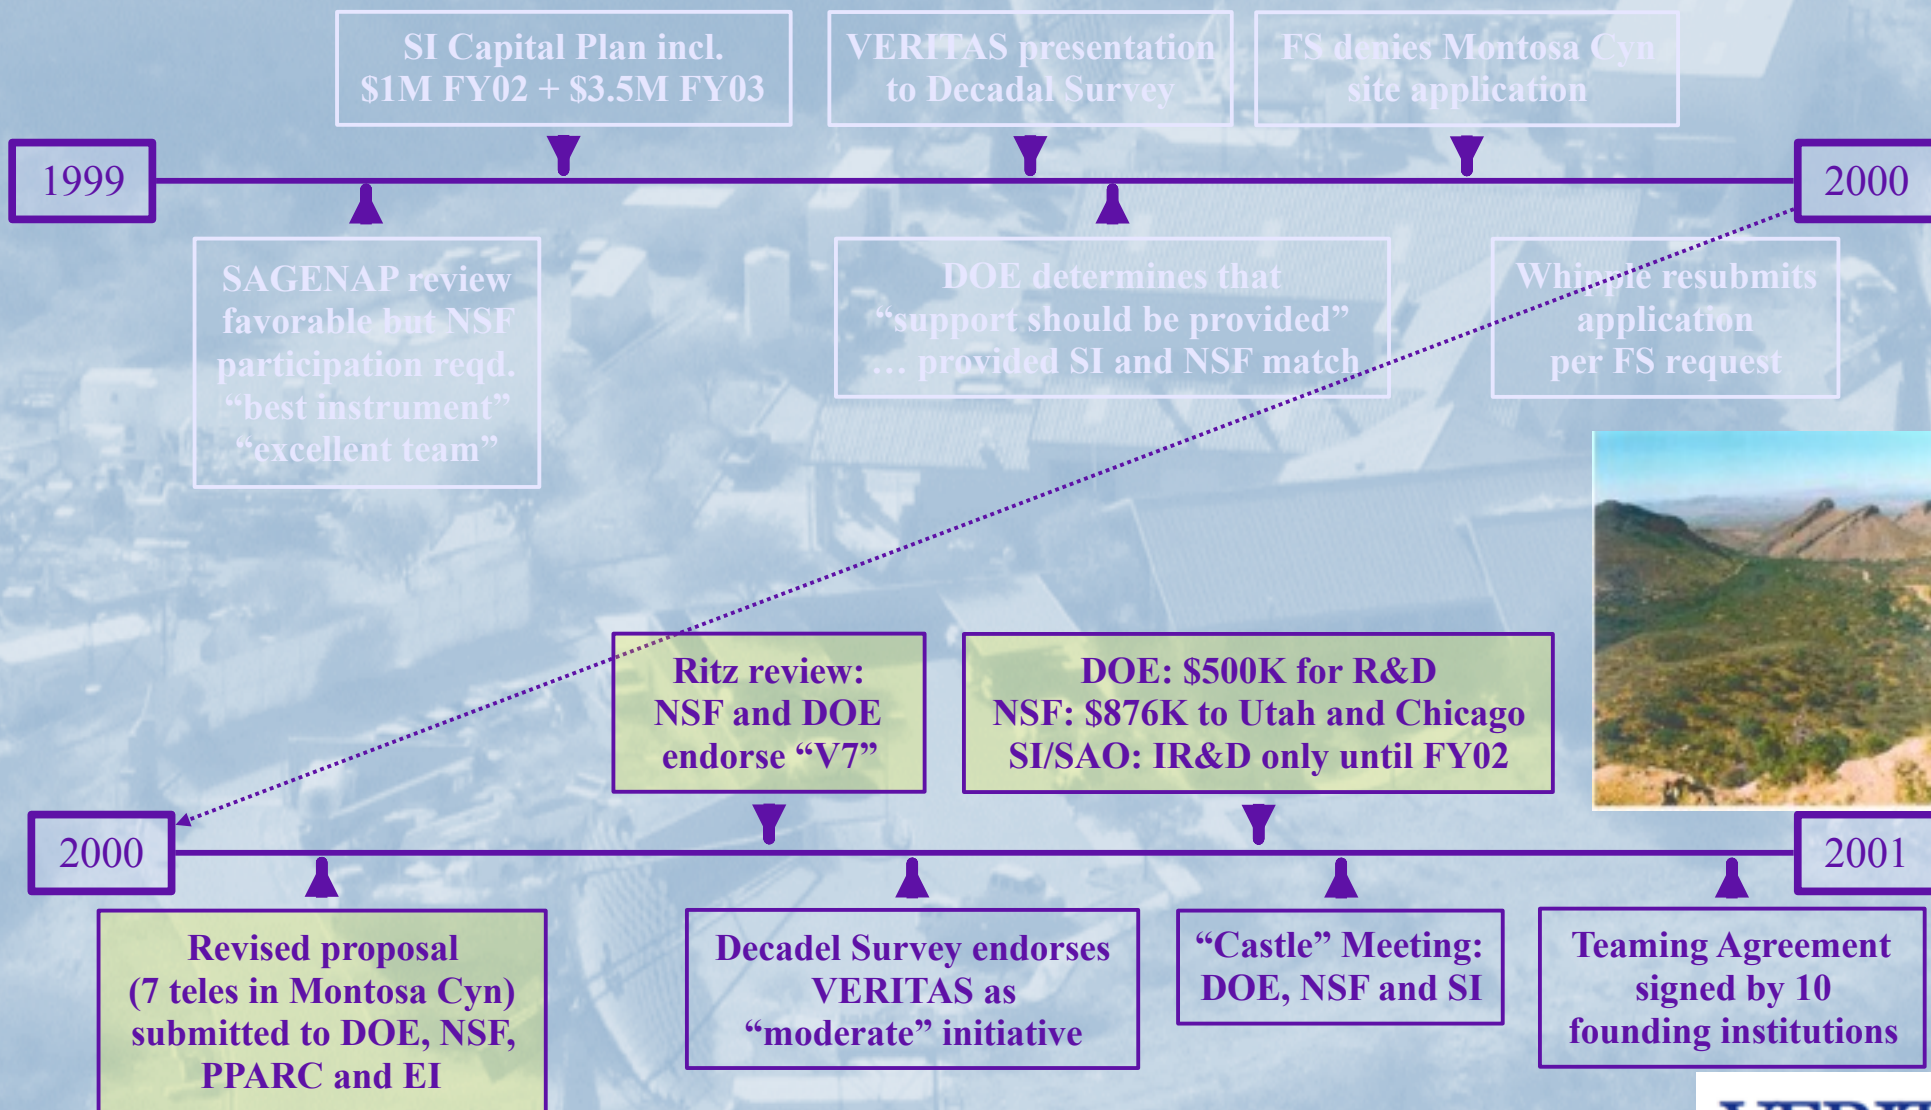 SI Capital Plan incl.
$1M FY02 + $3.5M FY03
VERITAS presentation
to Decadal Survey
FS denies Montosa Cyn
site application
1999
2000
SAGENAP review
favorable but NSF
participation reqd.
“best instrument”
“excellent team”
DOE determines that
“support should be provided”
… provided SI and NSF match
Whipple resubmits
application
per FS request
Ritz review:
NSF and DOE
endorse “V7”
DOE: $500K for R&D
NSF: $876K to Utah and Chicago
SI/SAO: IR&D only until FY02
2000
2001
Revised proposal
(7 teles in Montosa Cyn)
submitted to DOE, NSF,
PPARC and EI
Decadel Survey endorses
VERITAS as
“moderate” initiative
“Castle” Meeting:
DOE, NSF and SI
Teaming Agreement
signed by 10
founding institutions